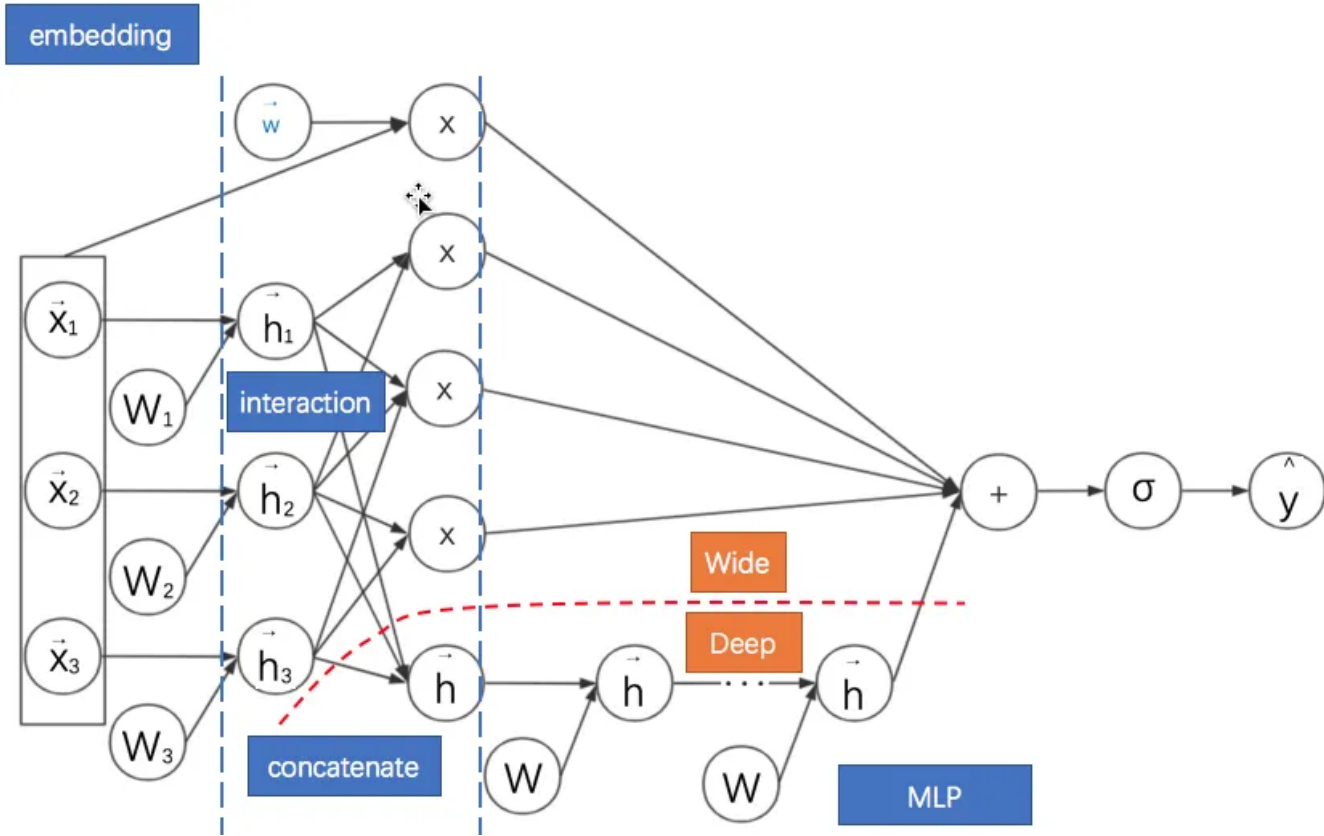 embedding
→
w
x
x
→
x₁
→
h₁
x
interaction
W₁
→
x₂
→
h₂
+
σ
^
y
x
Wide
W₂
Deep
→
x₃
→
h₃
→
h
→
h
···
→
h
W₃
concatenate
W
W
MLP